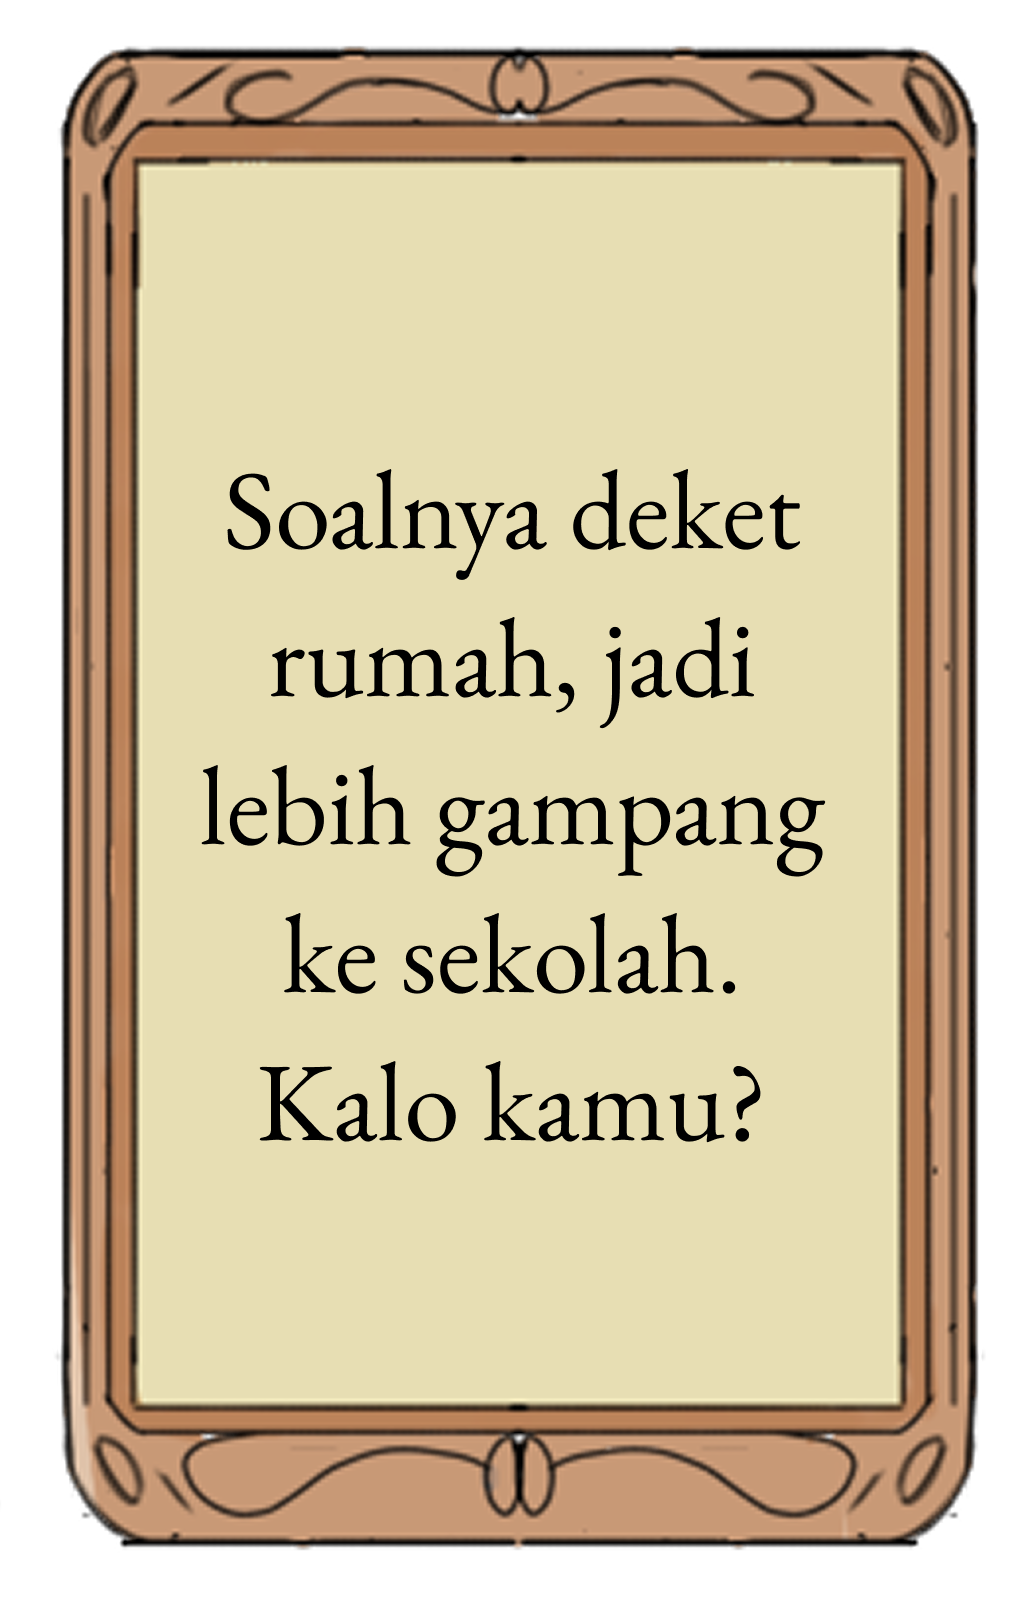 Soalnya deket
rumah, jadi
lebih gampang
ke sekolah.
Kalo kamu?